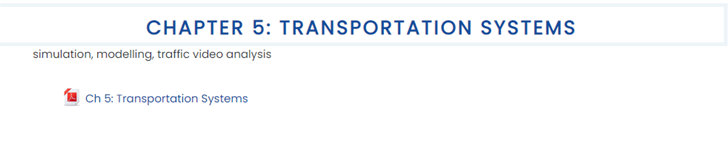 CHAPTER 5: TRANSPORTATION SYSTEMS
simulation, modelling, traffic video analysis
Ch 5: Transportation Systems